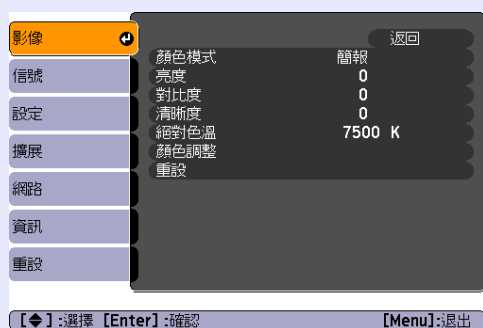 影像
信號
設定
擴展
網路
資訊
重設
返回
顏色模式 簡報
亮度 0
對比度 0
清晰度 0
絕對色溫 7500 K
顏色調整
重設
[◆]:選擇 [Enter]:確認 [Menu]:退出